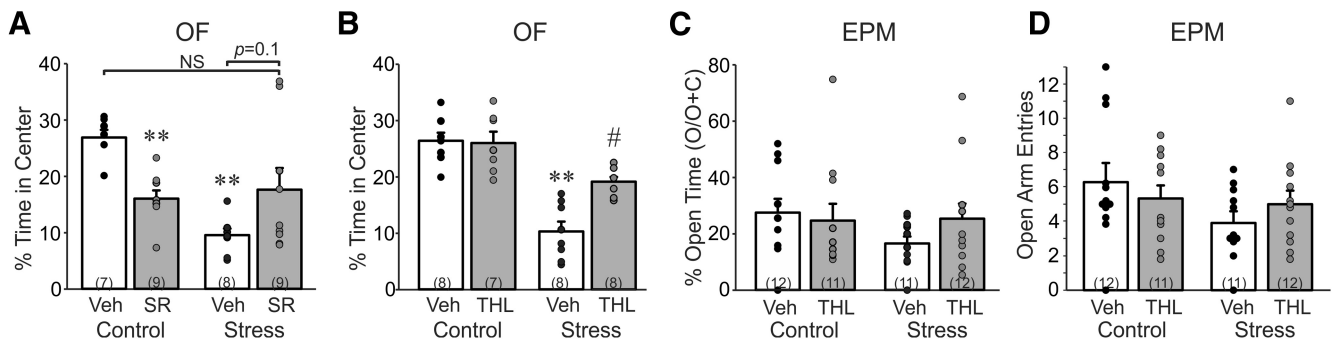 A
OF
% Time in Center
40
30
20
10
0
NS
p=0.1
**
**
(7)
(9)
(8)
(9)
Veh
SR
Veh
SR
Control
Stress
B
OF
% Time in Center
40
30
20
10
0
**
#
(8)
(7)
(8)
(8)
Veh
THL
Veh
THL
Control
Stress
C
EPM
% Open Time (O/O+C)
80
60
40
20
0
(12)
(11)
(11)
(12)
Veh
THL
Veh
THL
Control
Stress
D
EPM
Open Arm Entries
12
10
8
6
4
2
0
(12)
(11)
(11)
(12)
Veh
THL
Veh
THL
Control
Stress